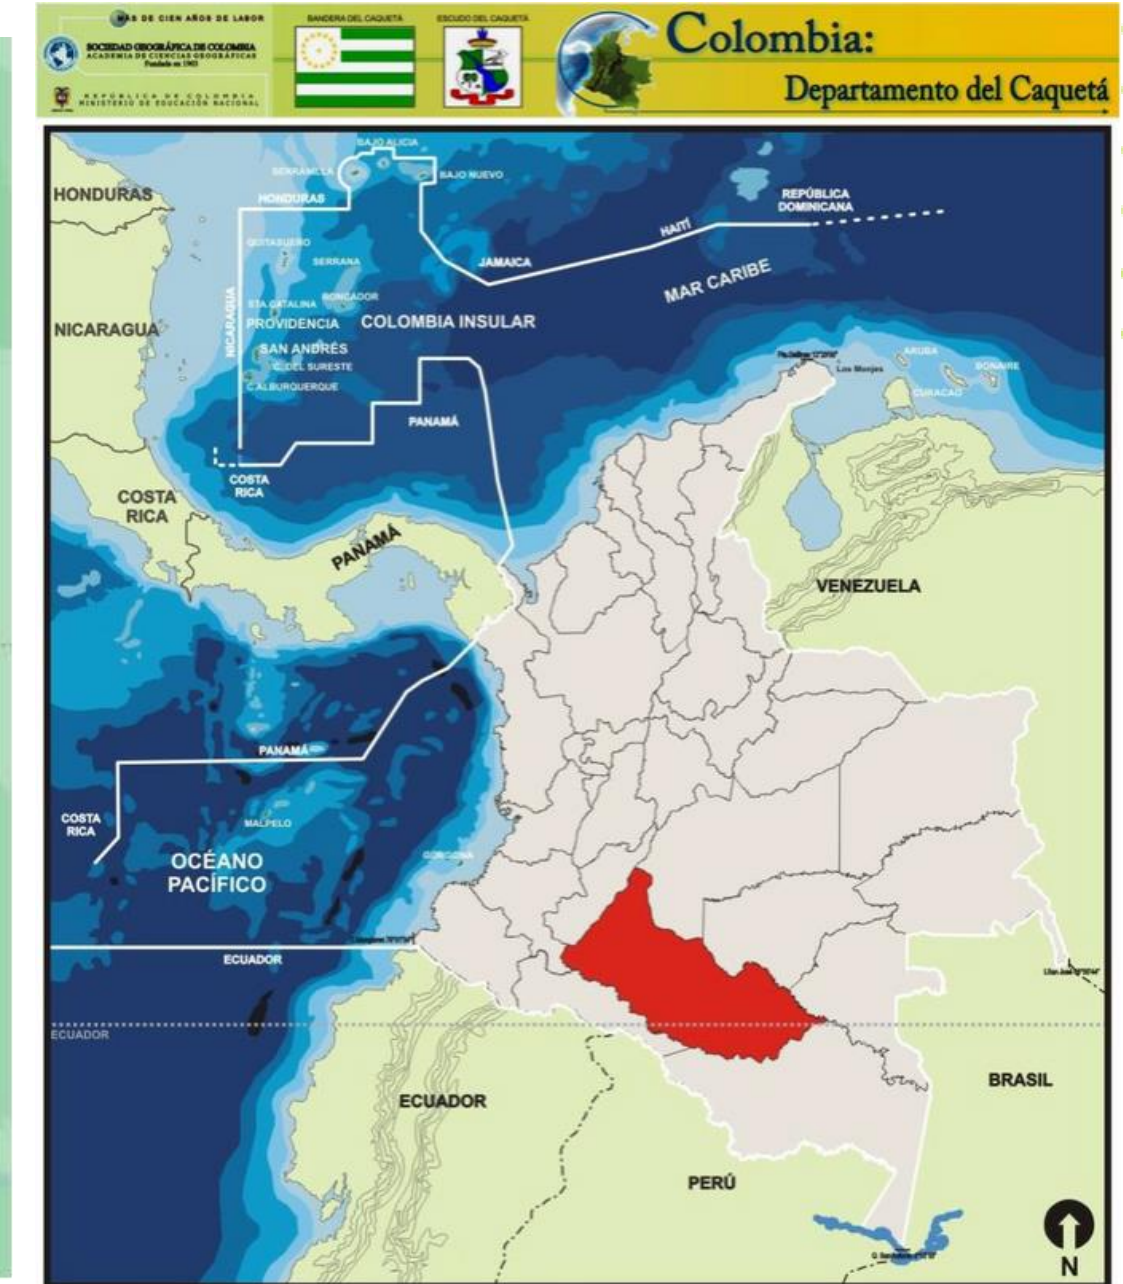 MÁS DE CIEN AÑOS DE LABOR
SOCIEDAD GEOGRÁFICA DE COLOMBIA
ACADEMIA DE CIENCIAS GEOGRÁFICAS
Fundada en 1903
REPÚBLICA DE COLOMBIA
MINISTERIO DE EDUCACIÓN NACIONAL
BANDERA DEL CAQUETÁ
ESCUDO DEL CAQUETÁ
Colombia:
Departamento del Caquetá
BAJO ALICIA
SERRANILLA
BAJO NUEVO
HONDURAS
HONDURAS
REPÚBLICA
DOMINICANA
HAITÍ
QUITASUEÑO
SERRANA
JAMAICA
MAR CARIBE
NICARAGUA
NICARAGUA
STA. CATALINA
RONCADOR
PROVIDENCIA
COLOMBIA INSULAR
SAN ANDRÉS
C. DEL SURESTE
C. ALBURQUERQUE
Los Monjes
ARUBA
CURACAO
BONAIRE
PANAMÁ
COSTA
RICA
COSTA
RICA
PANAMÁ
VENEZUELA
PANAMÁ
COSTA
RICA
MALPELO
OCÉANO
PACÍFICO
GORGONA
ECUADOR
ECUADOR
ECUADOR
BRASIL
PERÚ
N